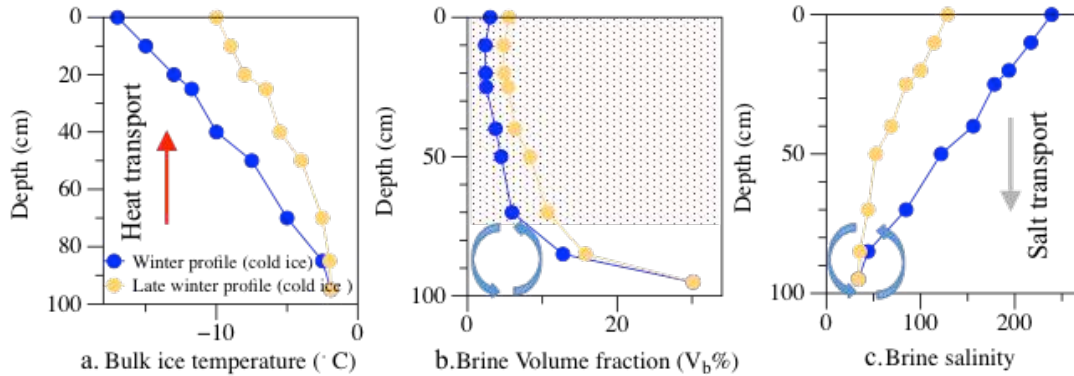 0
20
40
60
80
100
Depth (cm)
Heat transport
Winter profile (cold ice)
Late winter profile (cold ice )
−10
0
a. Bulk ice temperature (˙ C)
0
50
100
Depth (cm)
0
20
b.Brine Volume fraction (Vb%)
0
50
100
Depth (cm)
Salt transport
0
100
200
c.Brine salinity